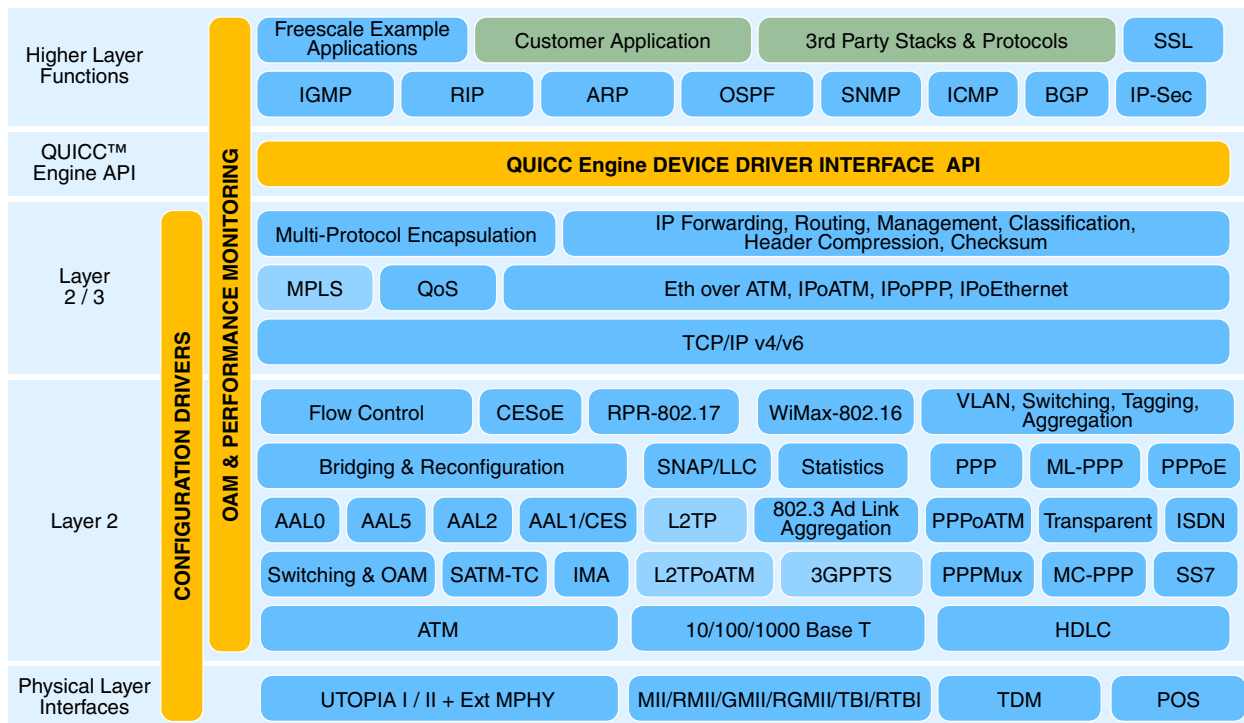 Higher Layer
Functions
Freescale Example
Applications
Customer Application
3rd Party Stacks & Protocols
SSL
IGMP
RIP
ARP
OSPF
SNMP
ICMP
BGP
IP-Sec
QUICC™
Engine API
QUICC Engine DEVICE DRIVER INTERFACE API
OAM & PERFORMANCE MONITORING
CONFIGURATION DRIVERS
Layer
2 / 3
Multi-Protocol Encapsulation
IP Forwarding, Routing, Management, Classification,
Header Compression, Checksum
MPLS
QoS
Eth over ATM, IPoATM, IPoPPP, IPoEthernet
TCP/IP v4/v6
Layer 2
Flow Control
CESoE
RPR-802.17
WiMax-802.16
VLAN, Switching, Tagging,
Aggregation
Bridging & Reconfiguration
SNAP/LLC
Statistics
PPP
ML-PPP
PPPoE
AAL0
AAL5
AAL2
AAL1/CES
L2TP
802.3 Ad Link
Aggregation
PPPoATM
Transparent
ISDN
Switching & OAM
SATM-TC
IMA
L2TPoATM
3GPPTS
PPPMux
MC-PPP
SS7
ATM
10/100/1000 Base T
HDLC
Physical Layer
Interfaces
UTOPIA I / II + Ext MPHY
MII/RMII/GMII/RGMII/TBI/RTBI
TDM
POS